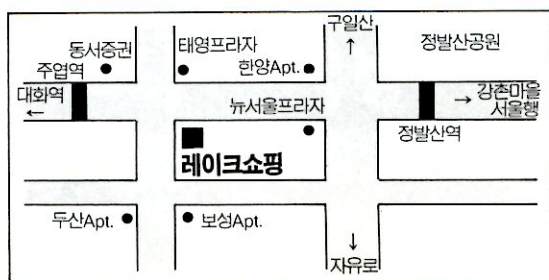 구일산
↑
동서증권
태영프라자
정발산공원
주엽역
한양Apt.
대화역
←
뉴서울프라자
→ 강촌마을
서울행
정발산역
레이크쇼핑
두산Apt.
보성Apt.
↓
자유로